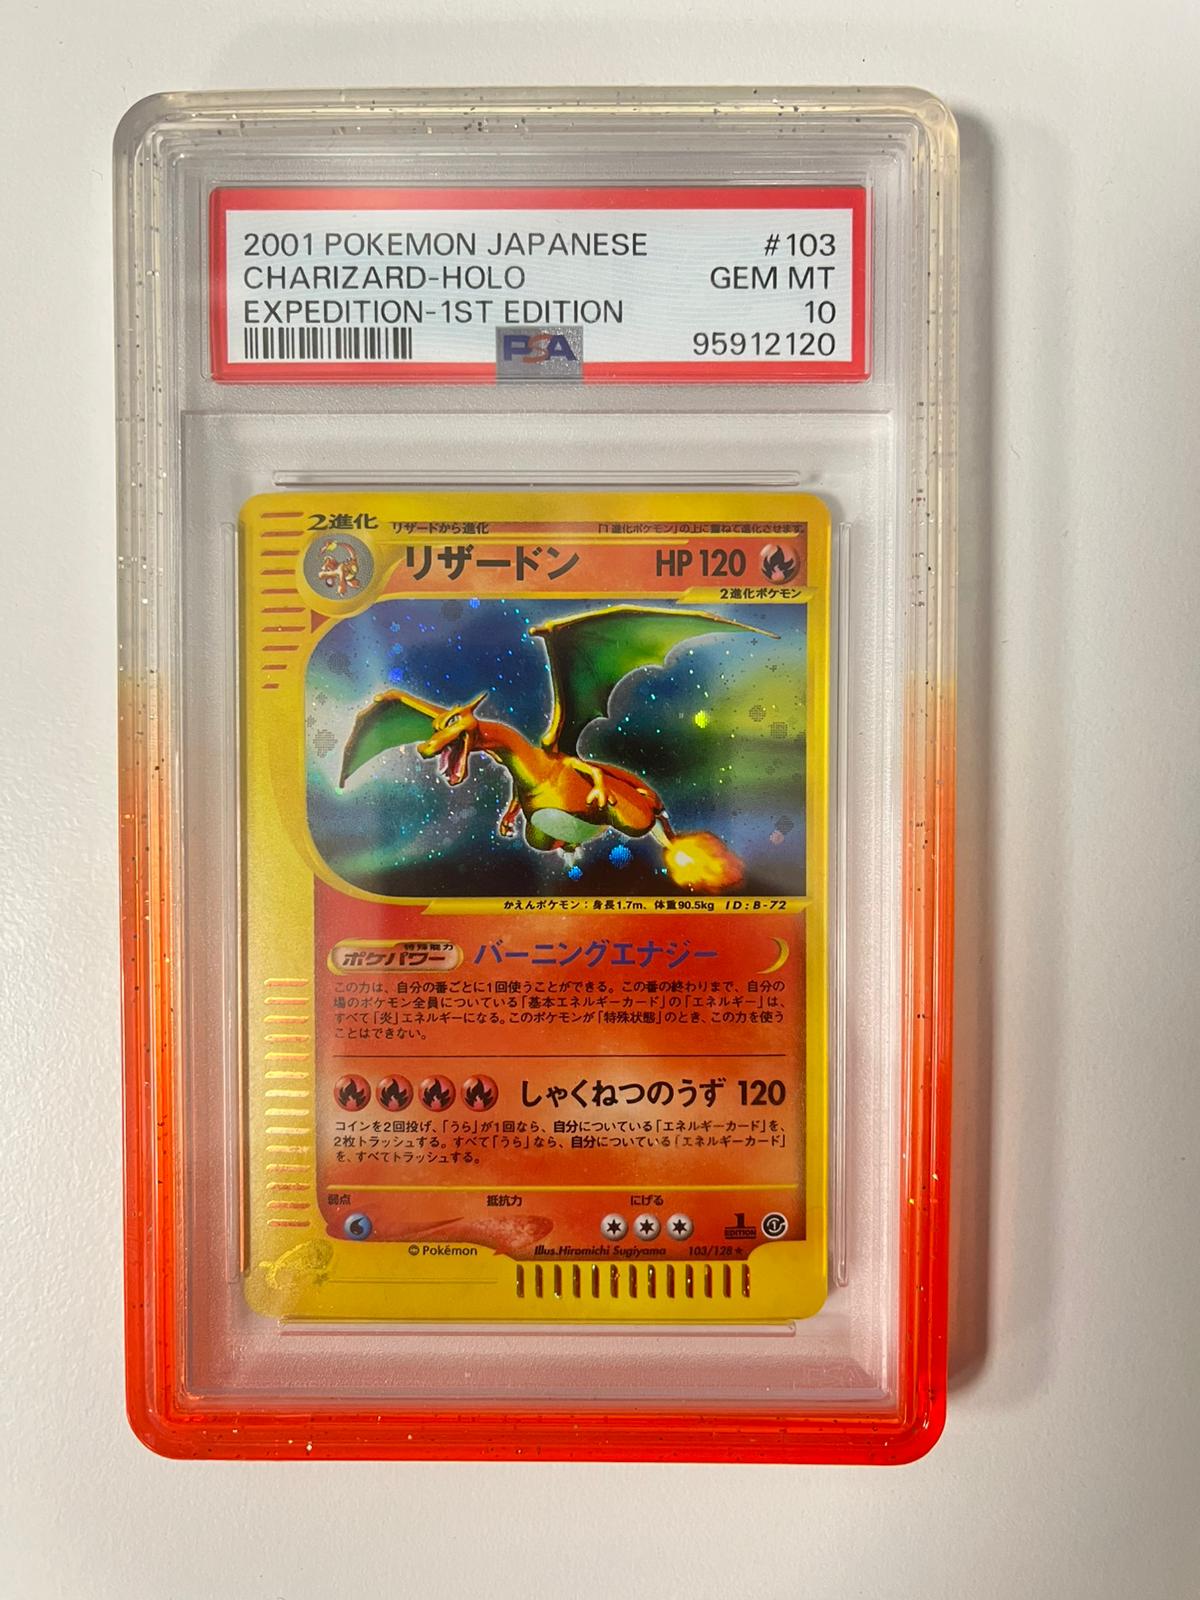 2001 POKEMON JAPANESE #103
CHARIZARD-HOLO GEM MT
EXPEDITION-1ST EDITION 10
PSA 95912120
2進化 リザードから進化 「1進化ポケモン」の上に重ねて進化させます。
リザードン HP 120
2進化ポケモン
かえんポケモン:身長1.7m、体重90.5kg ID:B-72
特殊能力
ポケパワー バーニングエナジー
この力は、自分の番ごとに1回使うことができる。この番の終わりまで、自分の
場のポケモン全員についている「基本エネルギーカード」の「エネルギー」は、
すべて「炎」エネルギーになる。このポケモンが「特殊状態」のとき、この力を使う
ことはできない。
しゃくねつのうず 120
コインを2回投げ、「うら」が1回なら、自分についている「エネルギーカード」を、
2枚トラッシュする。すべて「うら」なら、自分についている「エネルギーカード」
を、すべてトラッシュする。
弱点 抵抗力 にげる
1 EDITION
© Pokémon Illus.Hiromichi Sugiyama 103/128★